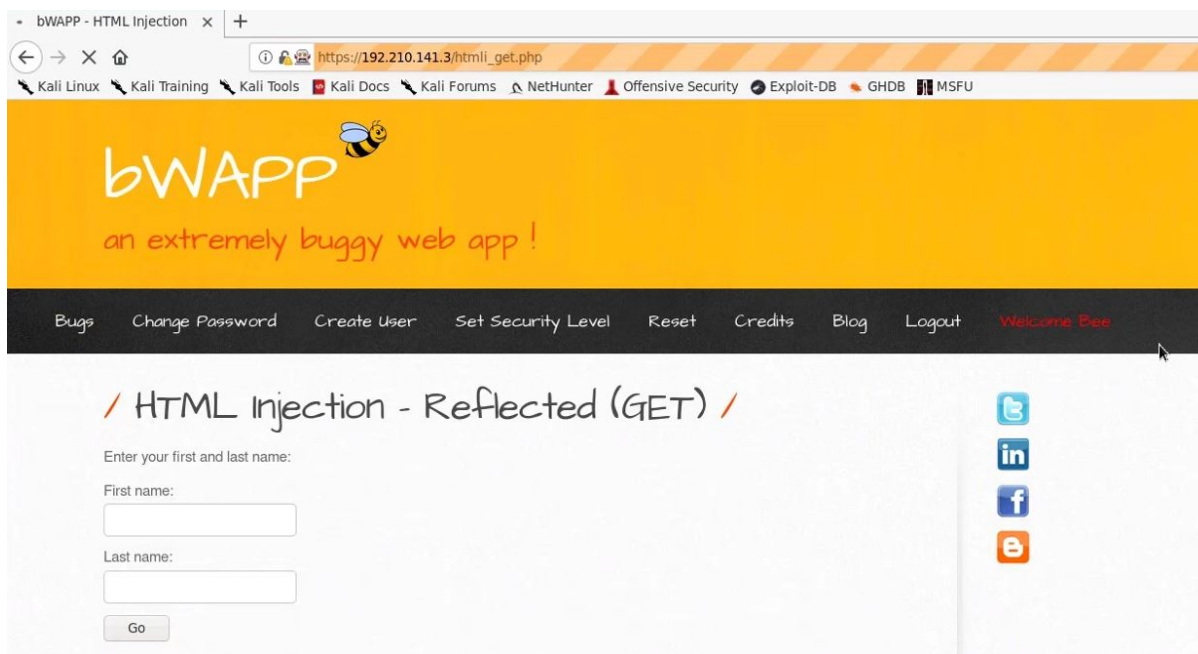 bWAPP - HTML Injection
https://192.210.141.3/htmli_get.php
Kali Linux Kali Training Kali Tools Kali Docs Kali Forums NetHunter Offensive Security Exploit-DB GHDB MSFU
bWAPP
an extremely buggy web app !
Bugs Change Password Create User Set Security Level Reset Credits Blog Logout Welcome Bee
/ HTML Injection - Reflected (GET) /
Enter your first and last name:
First name:
Last name:
Go